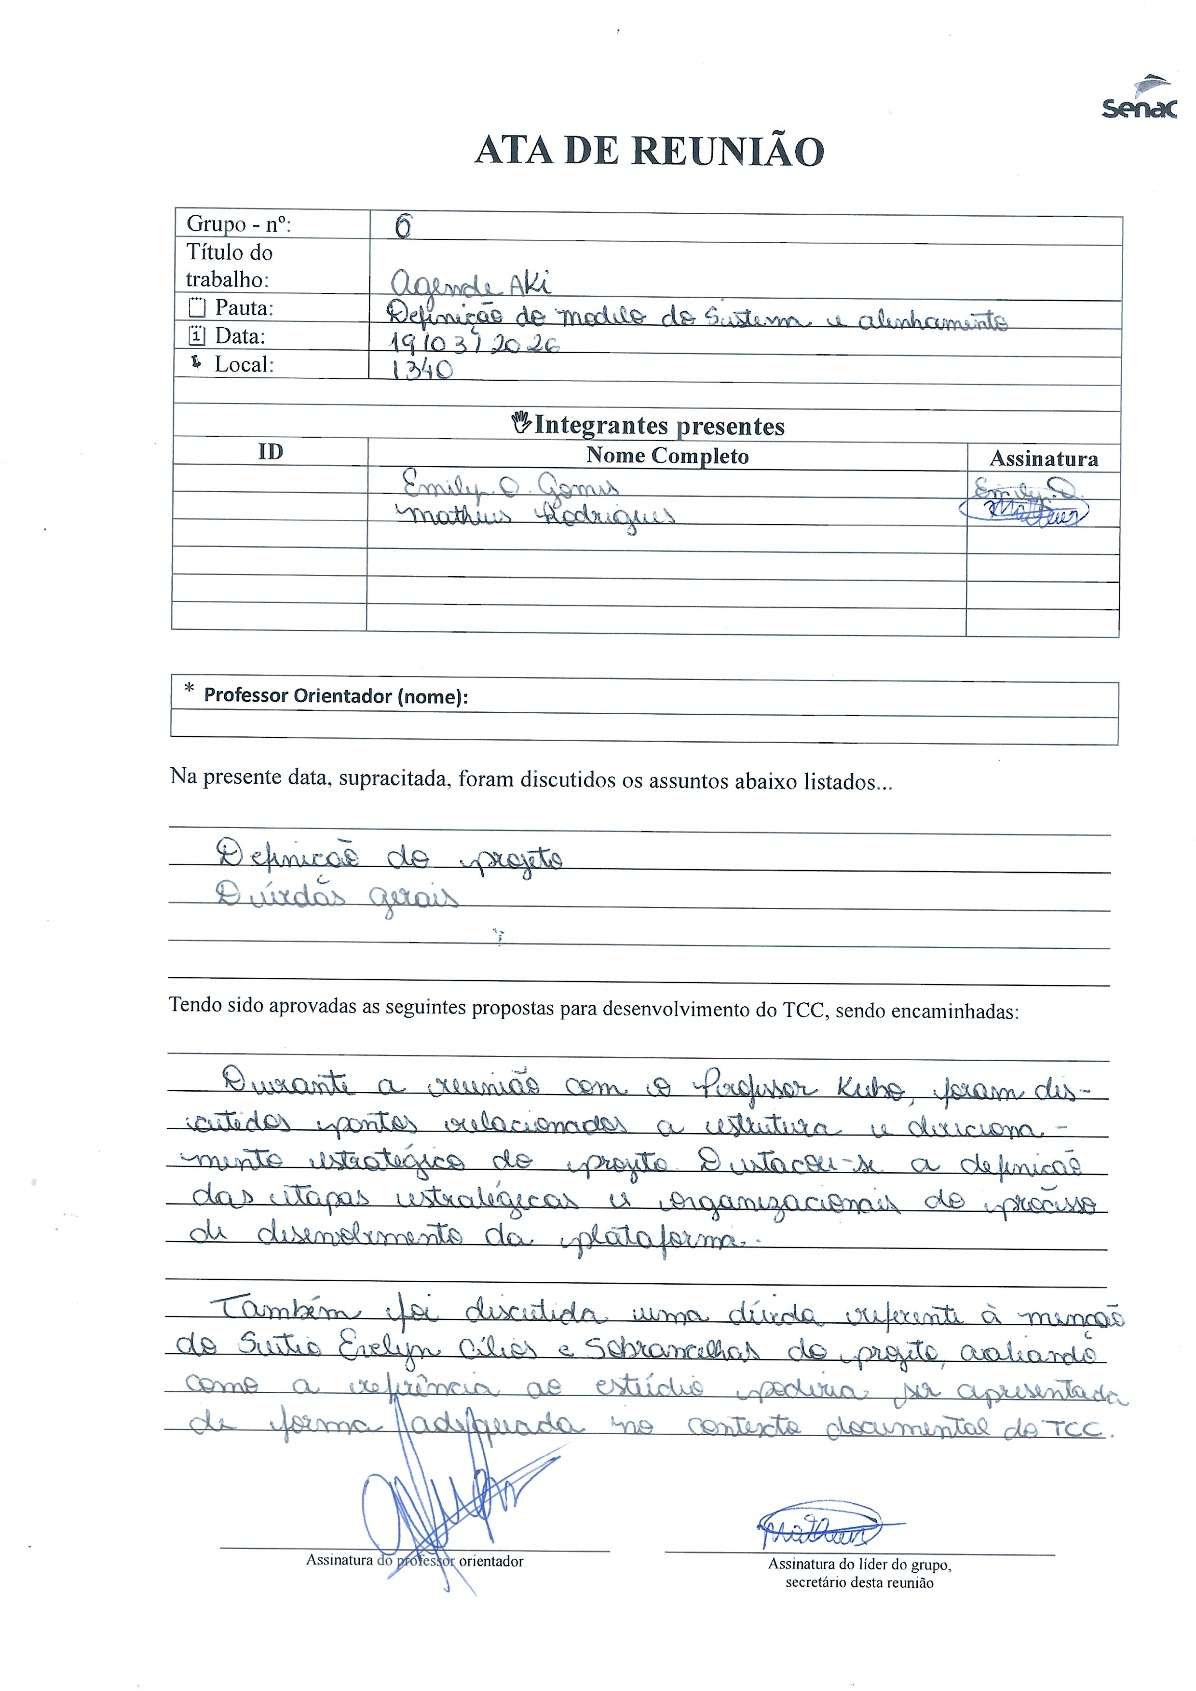 Senac
ATA DE REUNIÃO
Grupo - nº: 6
Título do
trabalho: Agende AKi
Pauta: Definição do modelo do Sistema e alinhamento
Data: 19/03/2026
Local: 1340
Integrantes presentes
ID Nome Completo Assinatura
Emily O. Gomes Emily O.
Matheus Rodrigues Matheus
* Professor Orientador (nome):
Na presente data, supracitada, foram discutidos os assuntos abaixo listados...
Definição do projeto
Dúvidas gerais
Tendo sido aprovadas as seguintes propostas para desenvolvimento do TCC, sendo encaminhadas:
Durante a reunião com o Professor Kubo, foram dis-
cutidos pontos relacionados a estrutura e direciona-
mento estratégico do projeto. Destacou-se a definição
das etapas estratégicas e organizacionais do processo
de desenvolvimento da plataforma.
Também foi discutida uma dúvida referente à menção
do Sutio Evelyn Cílios e Sobrancelhas do projeto, avaliando
como a referência ao estúdio poderia ser apresentada
de forma adequada no contexto documental do TCC.
Matheus
Assinatura do professor orientador
Assinatura do líder do grupo,
secretário desta reunião